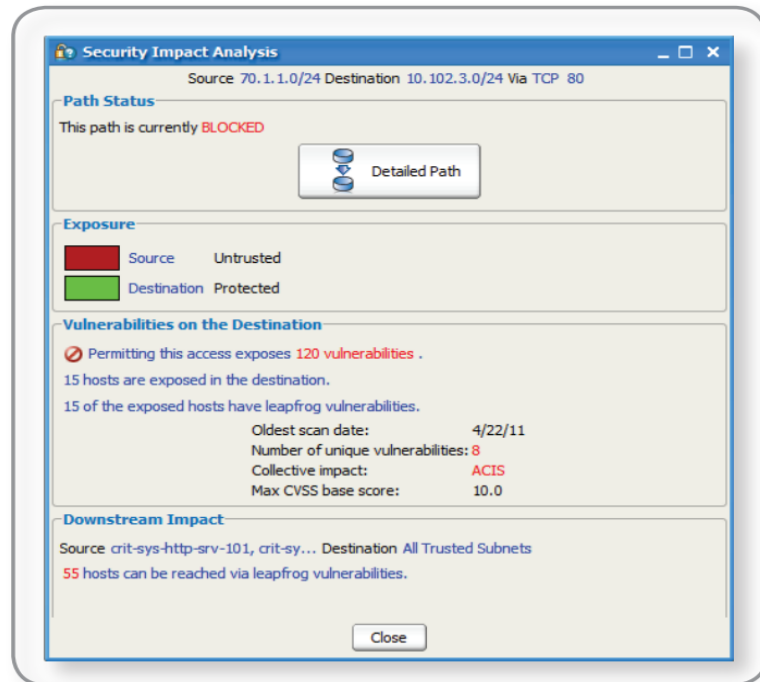 Security Impact Analysis
Source 70.1.1.0/24 Destination 10.102.3.0/24 Via TCP 80
Path Status
This path is currently BLOCKED
Detailed Path
Exposure
Source Untrusted
Destination Protected
Vulnerabilities on the Destination
Permitting this access exposes 120 vulnerabilities .
15 hosts are exposed in the destination.
15 of the exposed hosts have leapfrog vulnerabilities.
Oldest scan date: 4/22/11
Number of unique vulnerabilities: 8
Collective impact: ACIS
Max CVSS base score: 10.0
Downstream Impact
Source crit-sys-http-srv-101, crit-sy... Destination All Trusted Subnets
55 hosts can be reached via leapfrog vulnerabilities.
Close